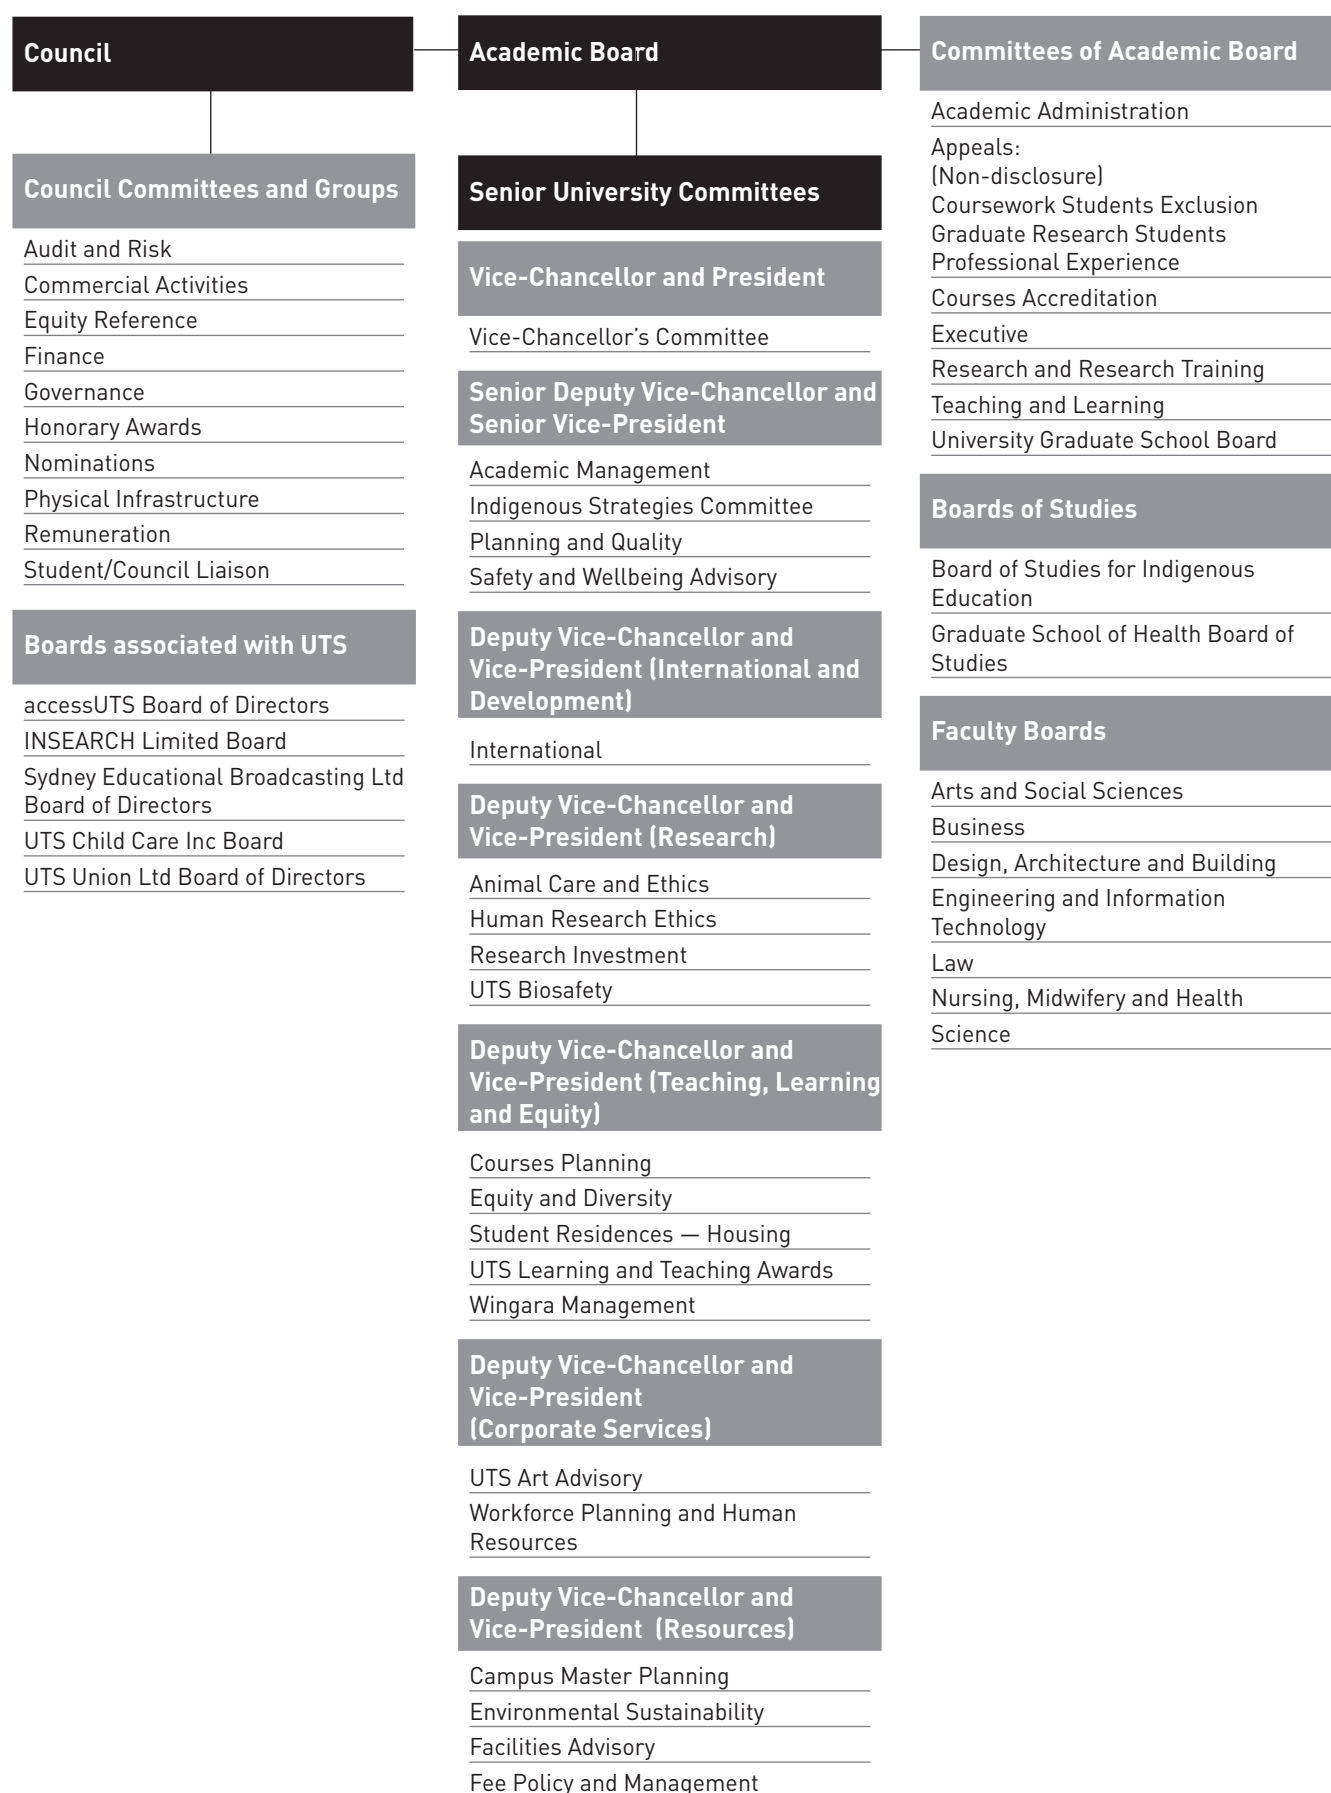 Council
Council Committees and Groups
Audit and Risk
Commercial Activities
Equity Reference
Finance
Governance
Honorary Awards
Nominations
Physical Infrastructure
Remuneration
Student/Council Liaison
Boards associated with UTS
accessUTS Board of Directors
INSEARCH Limited Board
Sydney Educational Broadcasting Ltd
Board of Directors
UTS Child Care Inc Board
UTS Union Ltd Board of Directors
Academic Board
Senior University Committees
Vice-Chancellor and President
Vice-Chancellor’s Committee
Senior Deputy Vice-Chancellor and
Senior Vice-President
Academic Management
Indigenous Strategies Committee
Planning and Quality
Safety and Wellbeing Advisory
Deputy Vice-Chancellor and
Vice-President (International and
Development)
International
Deputy Vice-Chancellor and
Vice-President (Research)
Animal Care and Ethics
Human Research Ethics
Research Investment
UTS Biosafety
Deputy Vice-Chancellor and
Vice-President (Teaching, Learning
and Equity)
Courses Planning
Equity and Diversity
Student Residences — Housing
UTS Learning and Teaching Awards
Wingara Management
Deputy Vice-Chancellor and
Vice-President
(Corporate Services)
UTS Art Advisory
Workforce Planning and Human
Resources
Deputy Vice-Chancellor and
Vice-President (Resources)
Campus Master Planning
Environmental Sustainability
Facilities Advisory
Fee Policy and Management
Committees of Academic Board
Academic Administration
Appeals:
(Non-disclosure)
Coursework Students Exclusion
Graduate Research Students
Professional Experience
Courses Accreditation
Executive
Research and Research Training
Teaching and Learning
University Graduate School Board
Boards of Studies
Board of Studies for Indigenous
Education
Graduate School of Health Board of
Studies
Faculty Boards
Arts and Social Sciences
Business
Design, Architecture and Building
Engineering and Information
Technology
Law
Nursing, Midwifery and Health
Science